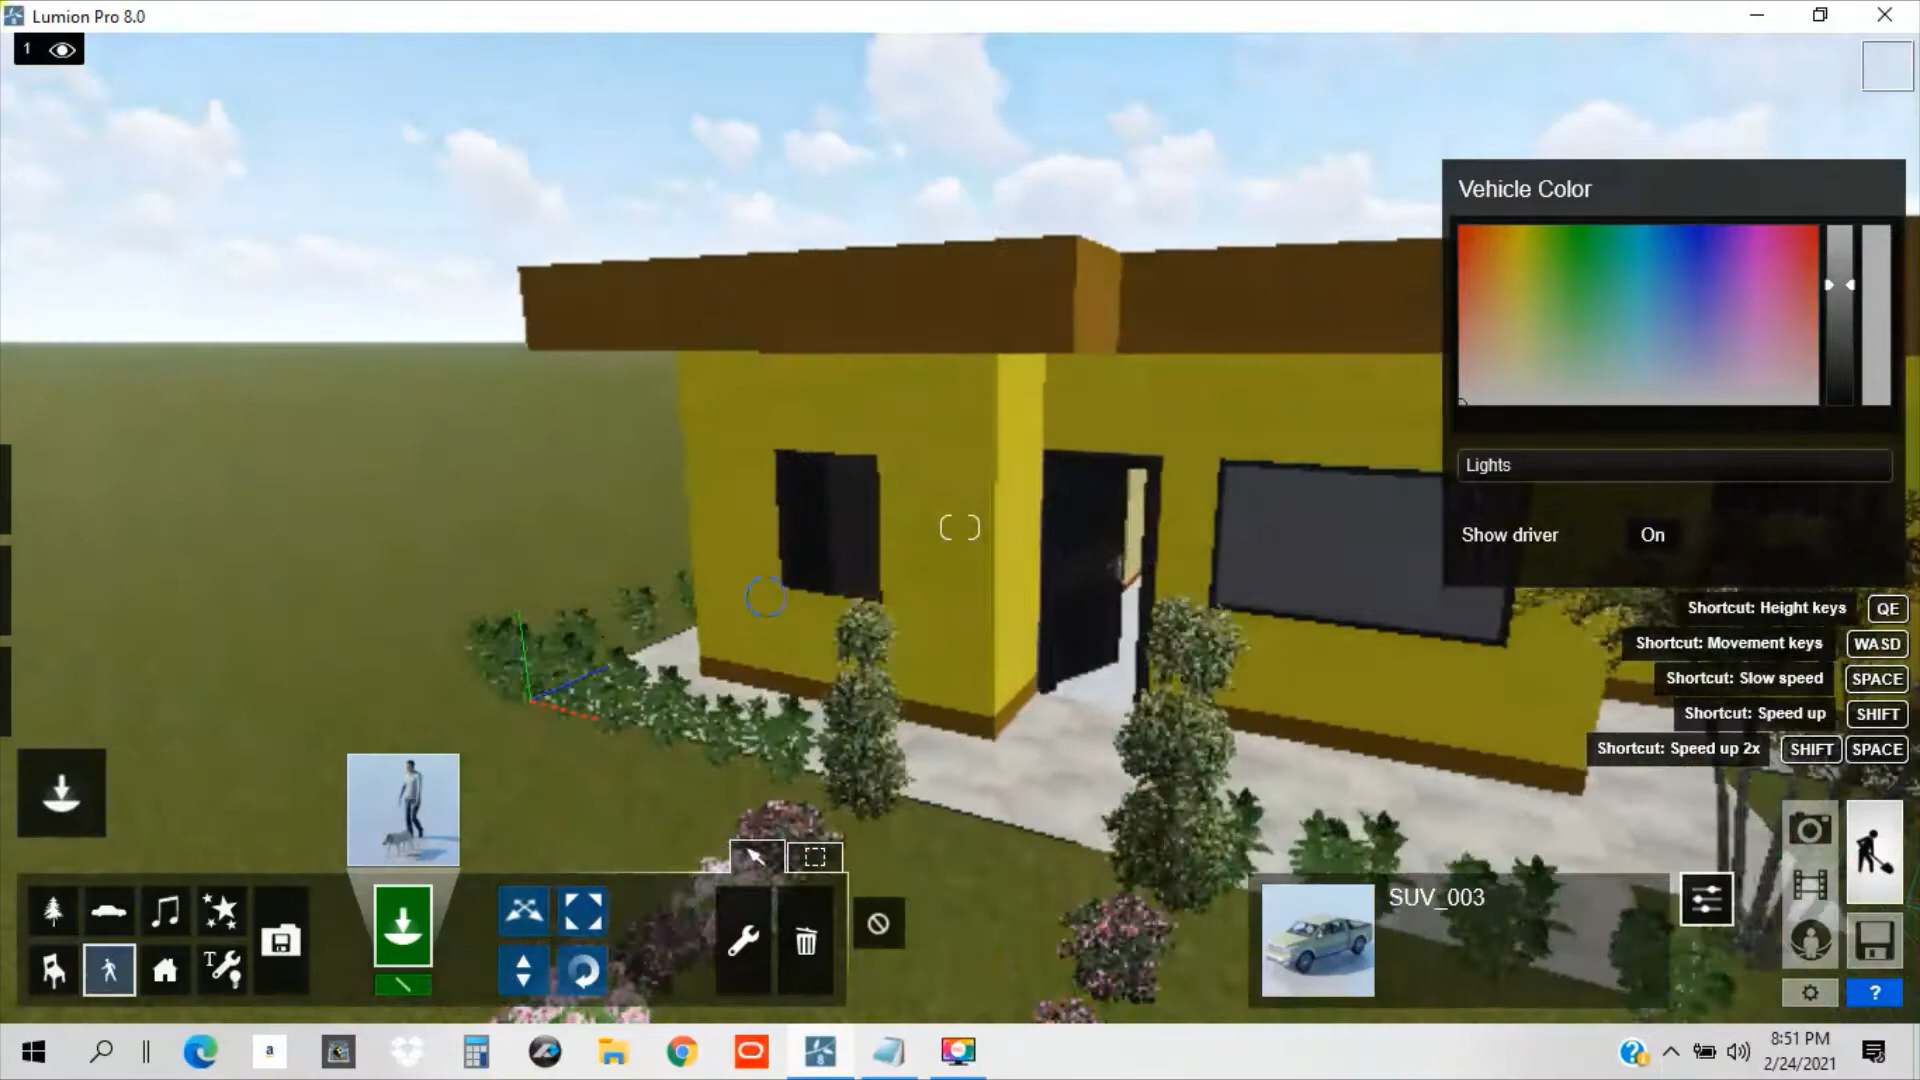 Lumion Pro 8.0
1
Vehicle Color
Lights
Show driver On
Shortcut: Height keys QE
Shortcut: Movement keys WASD
Shortcut: Slow speed SPACE
Shortcut: Speed up SHIFT
Shortcut: Speed up 2x SHIFT SPACE
SUV_003
T
?
a
8
8:51 PM
2/24/2021